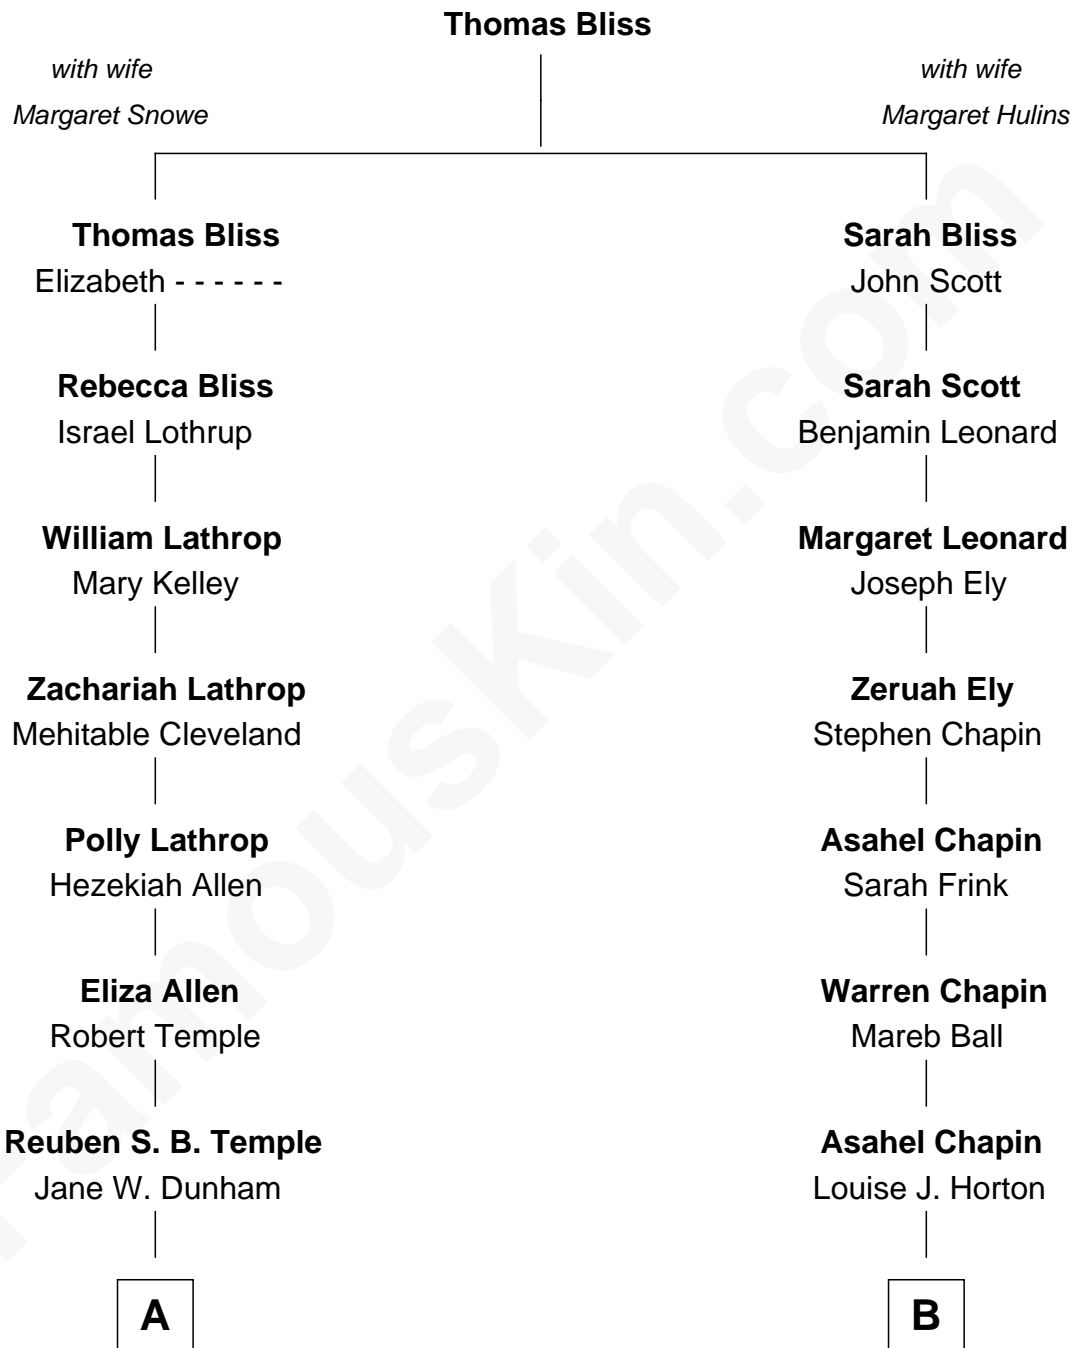 Thomas Bliss
with wife
Margaret Snowe
with wife
Margaret Hulins
Thomas Bliss
Elizabeth - - - - - -
Rebecca Bliss
Israel Lothrup
William Lathrop
Mary Kelley
Zachariah Lathrop
Mehitable Cleveland
Polly Lathrop
Hezekiah Allen
Eliza Allen
Robert Temple
Reuben S. B. Temple
Jane W. Dunham
A
Sarah Bliss
John Scott
Sarah Scott
Benjamin Leonard
Margaret Leonard
Joseph Ely
Zeruah Ely
Stephen Chapin
Asahel Chapin
Sarah Frink
Warren Chapin
Mareb Ball
Asahel Chapin
Louise J. Horton
B
FamousKin.com